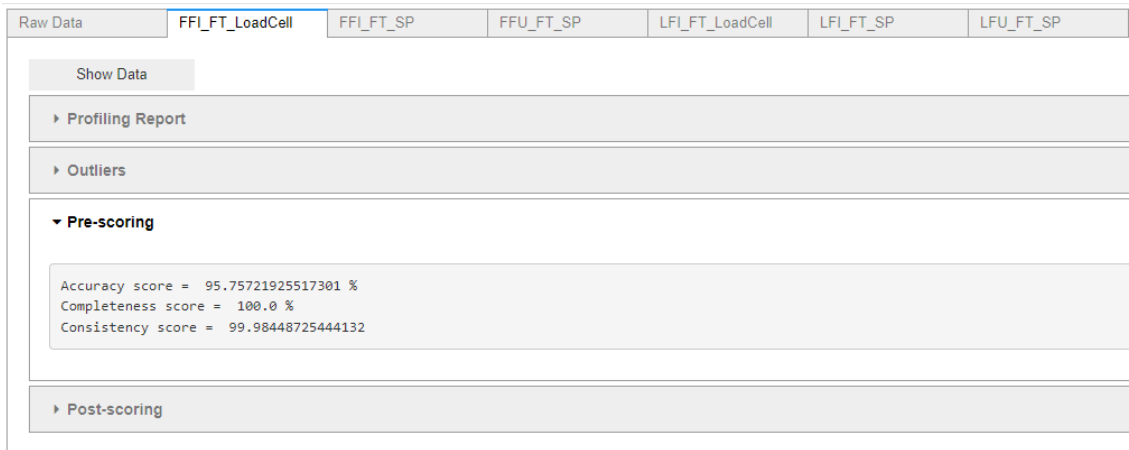 Raw Data FFI_FT_LoadCell FFI_FT_SP FFU_FT_SP LFI_FT_LoadCell LFI_FT_SP LFU_FT_SP
Show Data
Profiling Report
Outliers
Pre-scoring
Accuracy score =  95.75721925517301 %
Completeness score =  100.0 %
Consistency score =  99.98448725444132
Post-scoring